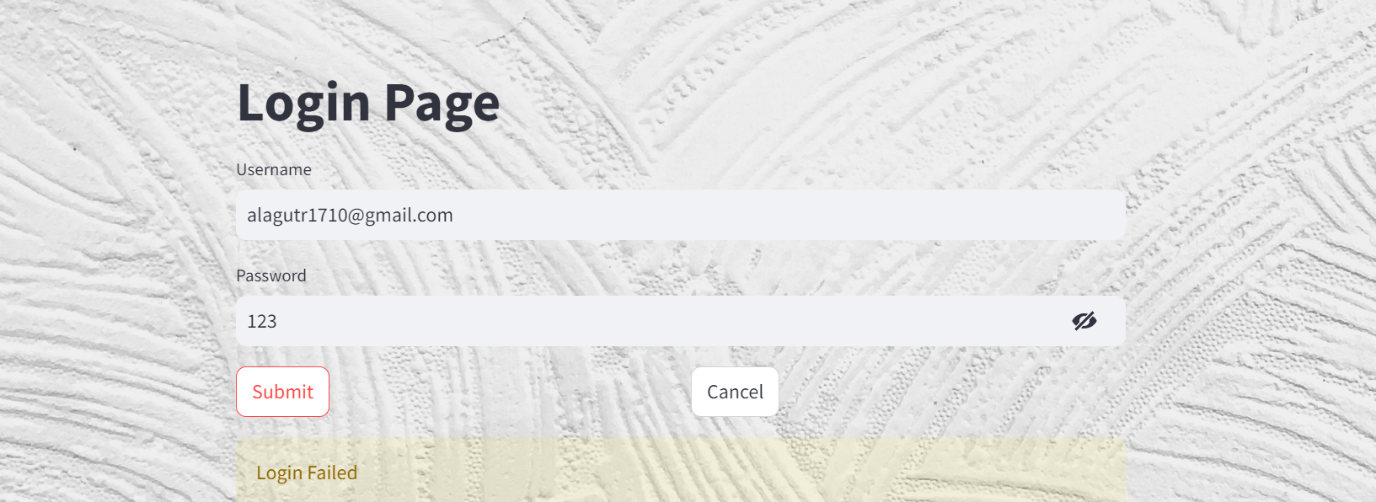 Login Page
Username
alagutr1710@gmail.com
Password
123
Submit Cancel
Login Failed